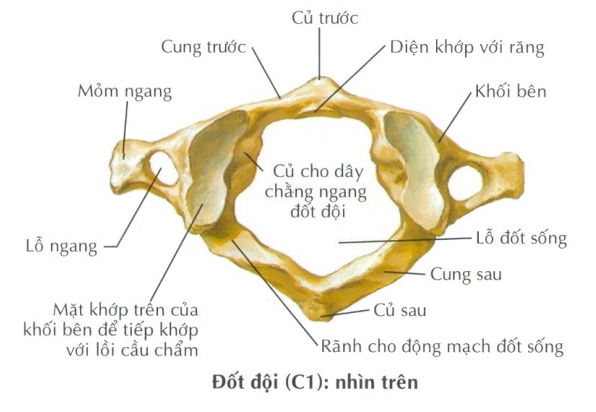 Củ trước
Cung trước
Diện khớp với răng
Mỏm ngang
Khối bên
Củ cho dây
chằng ngang
đốt đội
Lỗ ngang
Lỗ đốt sống
Cung sau
Mặt khớp trên của
khối bên để tiếp khớp
với lồi cầu chẩm
Củ sau
Rãnh cho động mạch đốt sống
Đốt đội (C1): nhìn trên